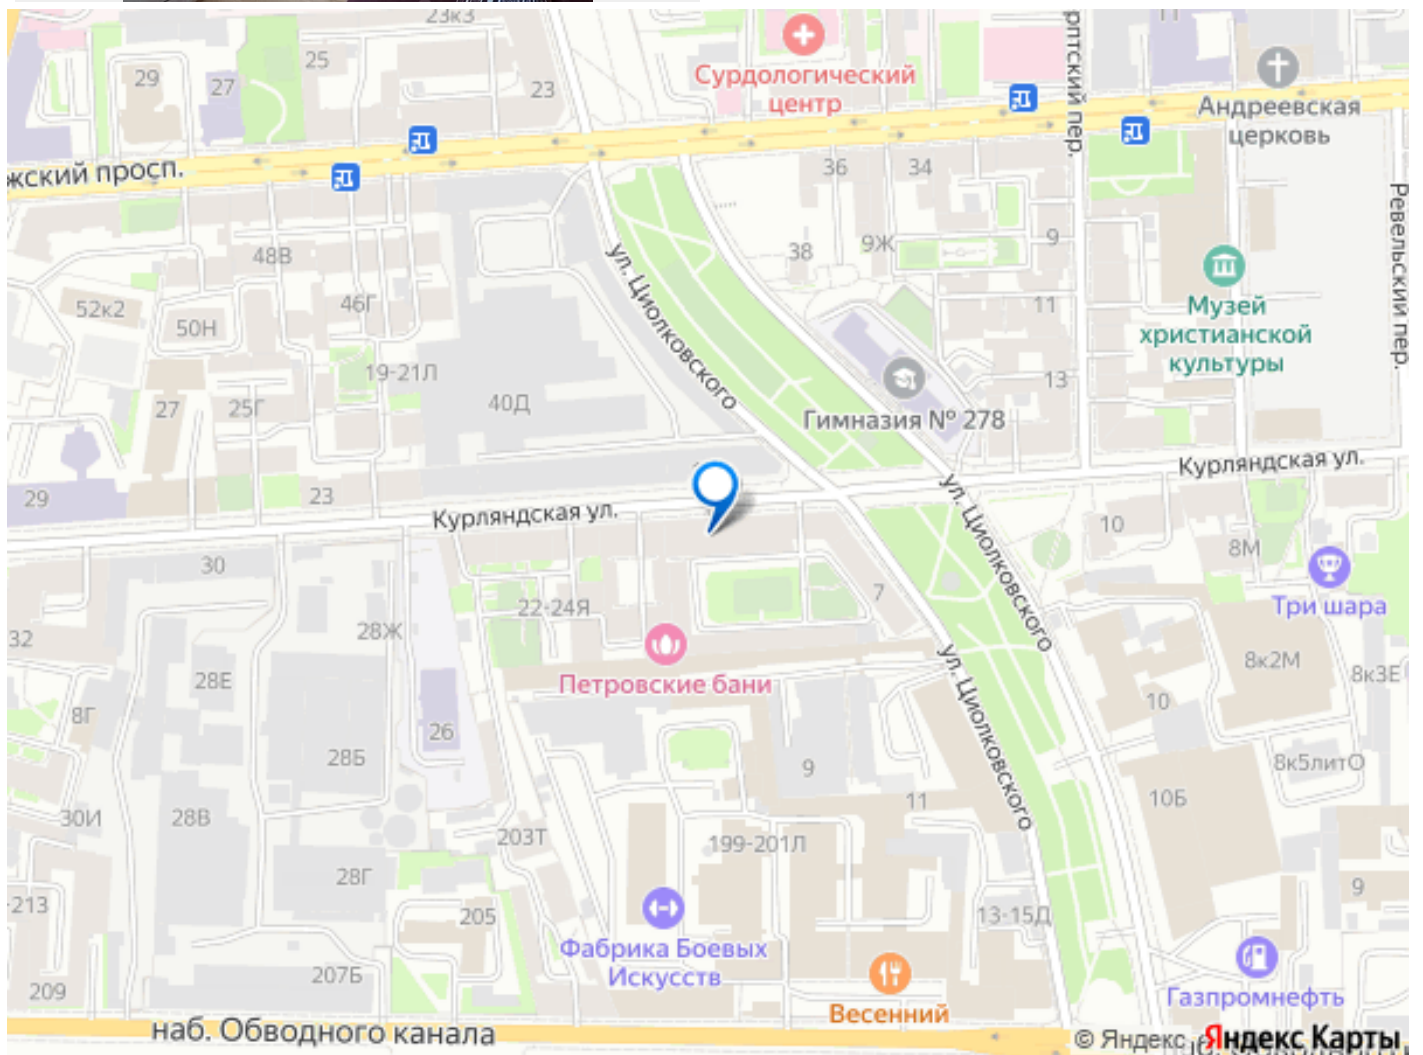 23к3
25
29
27
23
Сурдологический
центр
рптский пер.
11
Андреевская
церковь
жский просп.
36
34
Ревельский пер.
48В
38
9Ж
9
52к2
50Н
46Г
ул. Циолковского
11
Музей
христианской
культуры
19-21Л
13
27
25Г
40Д
Гимназия № 278
29
23
Курляндская ул.
Курляндская ул.
ул. Циолковского
10
8М
30
22-24Я
7
Три шара
32
28Ж
Петровские бани
28Е
8к2М
8к3Е
8Г
26
10
ул. Циолковского
28Б
9
8к5литО
30И
28В
11
10Б
203Т
199-201Л
28Г
9
-213
205
13-15Д
Фабрика Боевых
Искусств
207Б
209
Весенний
Газпромнефть
наб. Обводного канала
© Яндекс Яндекс Карты